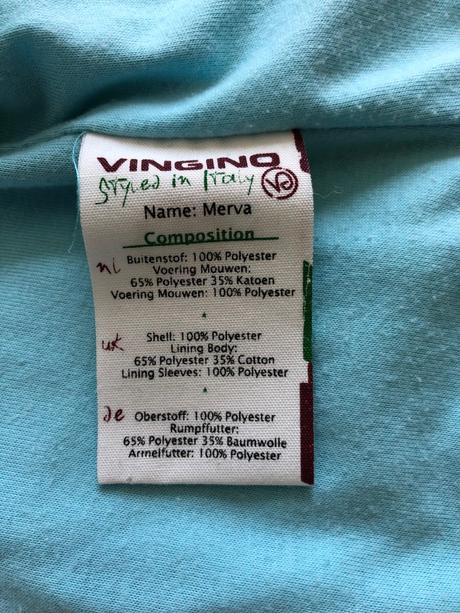 VINGINO
Styled in Italy
Name: Merva
Composition
nl
Buitenstof: 100% Polyester
Voering Mouwen:
65% Polyester 35% Katoen
Voering Mouwen: 100% Polyester
uk
Shell: 100% Polyester
Lining Body:
65% Polyester 35% Cotton
Lining Sleeves: 100% Polyester
de
Oberstoff: 100% Polyester
Rumpffutter:
65% Polyester 35% Baumwolle
Armelfutter: 100% Polyester